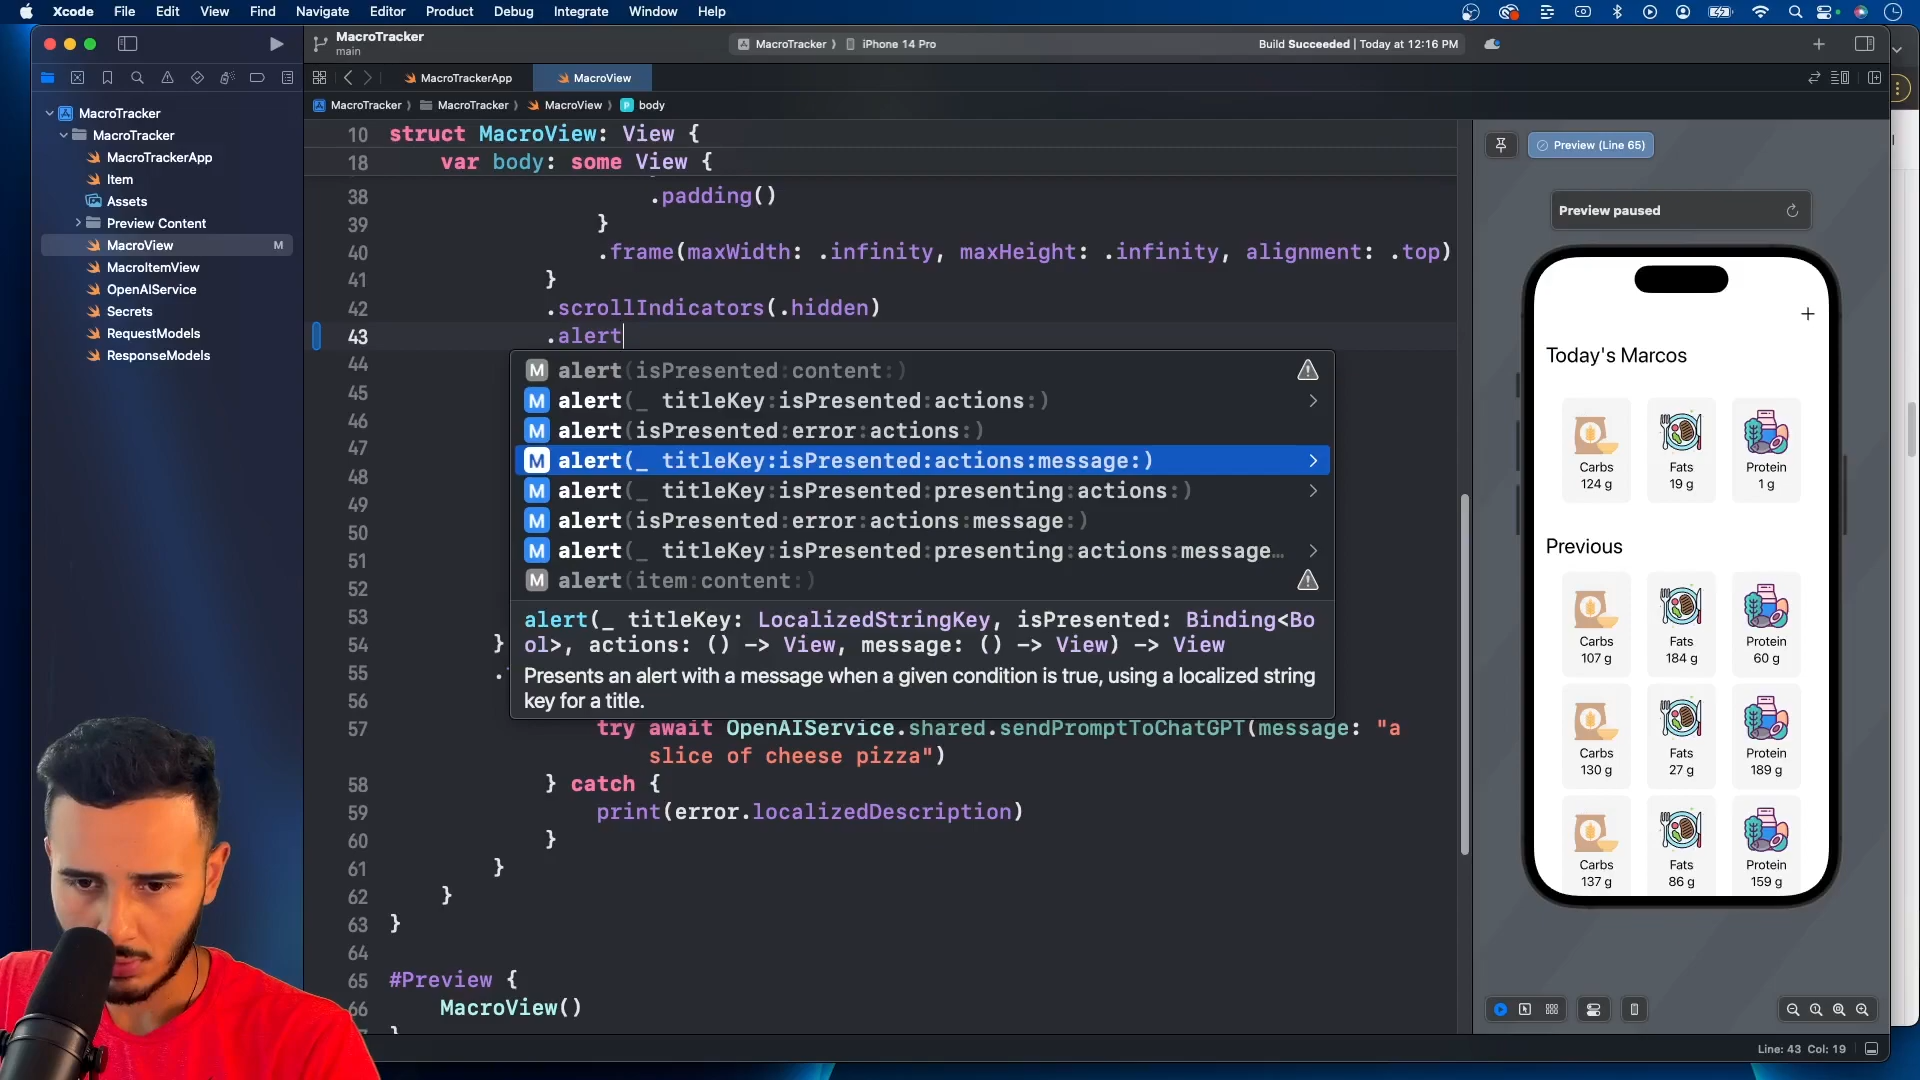 Xcode File Edit View Find Navigate Editor Product Debug Integrate Window Help
MacroTracker
main
MacroTracker iPhone 14 Pro
Build Succeeded | Today at 12:16 PM
MacroTrackerApp MacroView
MacroTracker MacroTracker MacroView body
MacroTracker
MacroTracker
MacroTrackerApp
Item
Assets
Preview Content
MacroView M
MacroItemView
OpenAIService
Secrets
RequestModels
ResponseModels
10 struct MacroView: View {
18 var body: some View {
38 .padding()
39 }
40 .frame(maxWidth: .infinity, maxHeight: .infinity, alignment: .top)
41 }
42 .scrollIndicators(.hidden)
43 .alert
44
45
46
47
48
49
50
51
52
53
54 }
55 .
56
57 try await OpenAIService.shared.sendPromptToChatGPT(message: "a
slice of cheese pizza")
58 } catch {
59 print(error.localizedDescription)
60 }
61 }
62 }
63 }
64
65 #Preview {
66 MacroView()
}
M alert(isPresented:content:)
M alert(_ titleKey:isPresented:actions:)
M alert(isPresented:error:actions:)
M alert(_ titleKey:isPresented:actions:message:)
M alert(_ titleKey:isPresented:presenting:actions:)
M alert(isPresented:error:actions:message:)
M alert(_ titleKey:isPresented:presenting:actions:message…
M alert(item:content:)
alert(_ titleKey: LocalizedStringKey, isPresented: Binding<Bo
ol>, actions: () -> View, message: () -> View) -> View
Presents an alert with a message when a given condition is true, using a localized string
key for a title.
Preview (Line 65)
Preview paused
Today's Marcos
Carbs Fats Protein
124 g 19 g 1 g
Previous
Carbs Fats Protein
107 g 184 g 60 g
Carbs Fats Protein
130 g 27 g 189 g
Carbs Fats Protein
137 g 86 g 159 g
Line: 43 Col: 19